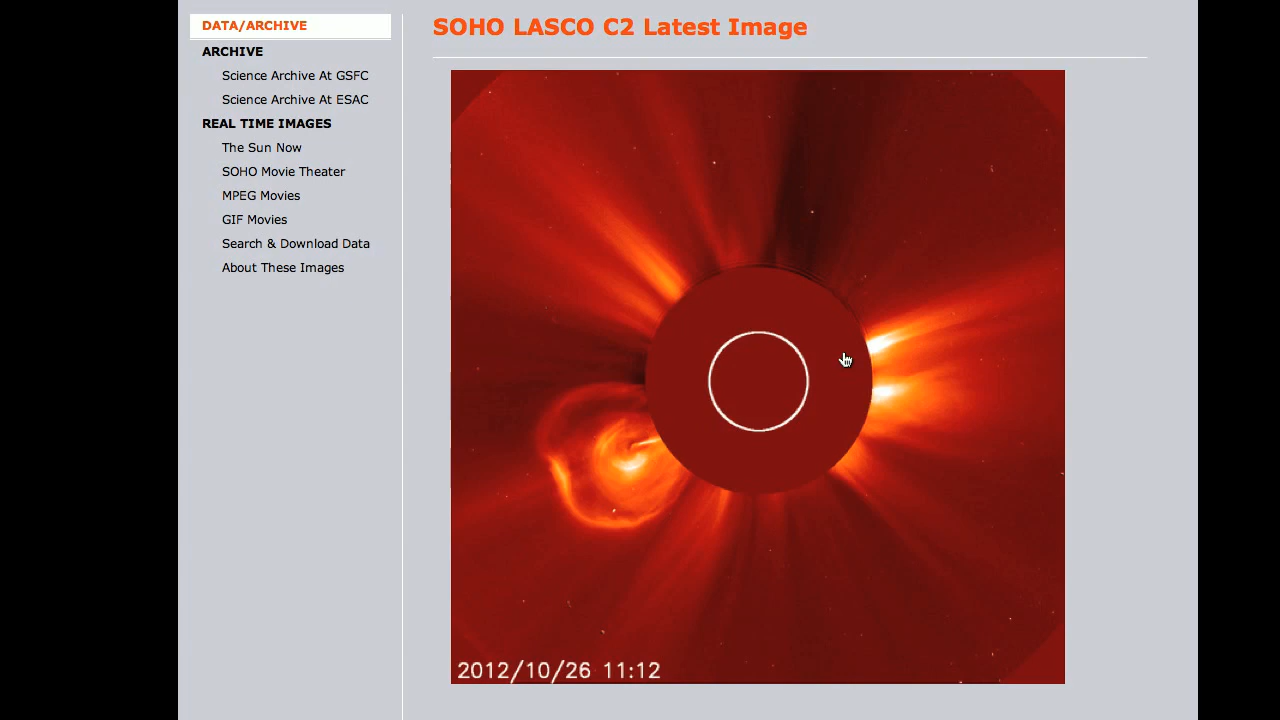 DATA/ARCHIVE
ARCHIVE
Science Archive At GSFC
Science Archive At ESAC
REAL TIME IMAGES
The Sun Now
SOHO Movie Theater
MPEG Movies
GIF Movies
Search & Download Data
About These Images
SOHO LASCO C2 Latest Image
2012/10/26 11:12